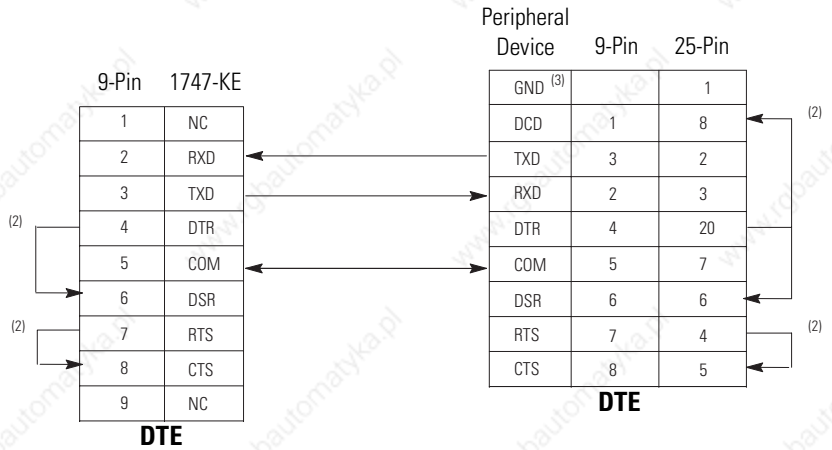 Peripheral
Device 9-Pin 25-Pin
GND (3) 1
DCD 1 8 (2)
TXD 3 2
RXD 2 3
DTR 4 20
COM 5 7
DSR 6 6
RTS 7 4 (2)
CTS 8 5
DTE
9-Pin 1747-KE
1 NC
2 RXD
3 TXD
(2) 4 DTR
5 COM
6 DSR
(2) 7 RTS
8 CTS
9 NC
DTE
www.rgbautomatyka.pl